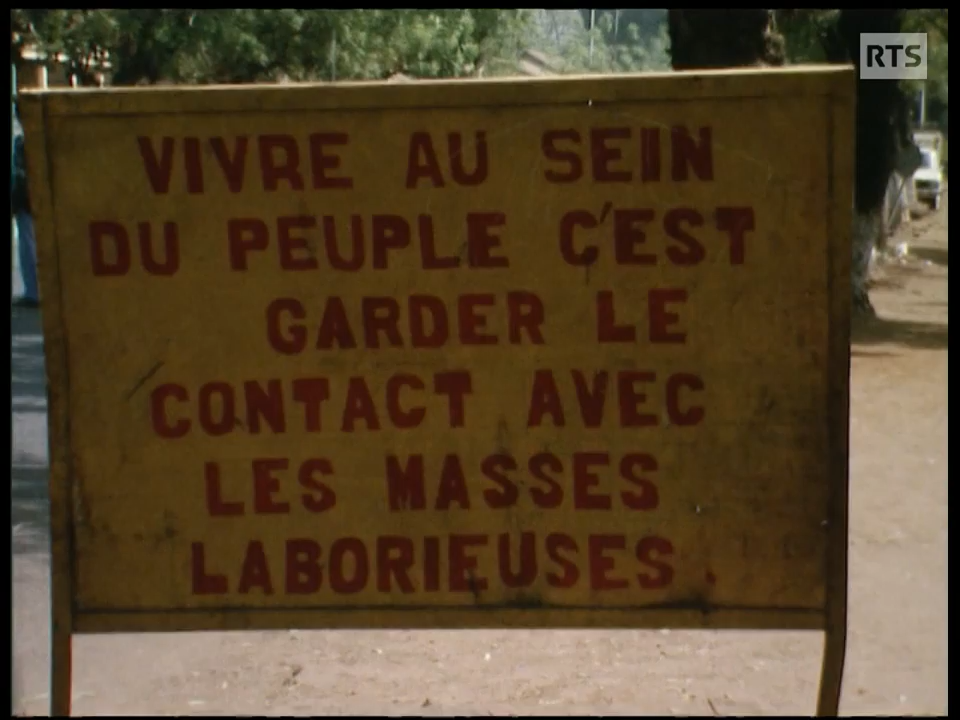 RTS
VIVRE AU SEIN
DU PEUPLE C'EST
GARDER LE
CONTACT AVEC
LES MASSES
LABORIEUSES.